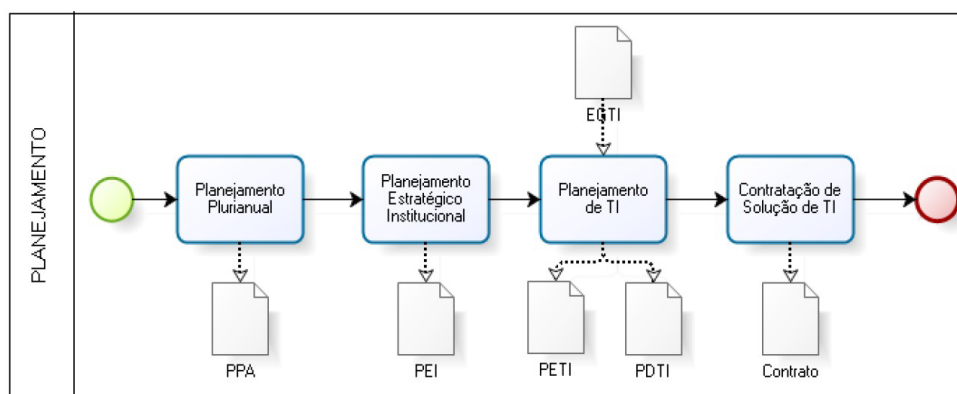 PLANEJAMENTO
EGTI
Planejamento
Plurianual
Planejamento
Estratégico
Institucional
Planejamento
de TI
Contratação de
Solução de TI
PPA
PEI
PETI
PDTI
Contrato